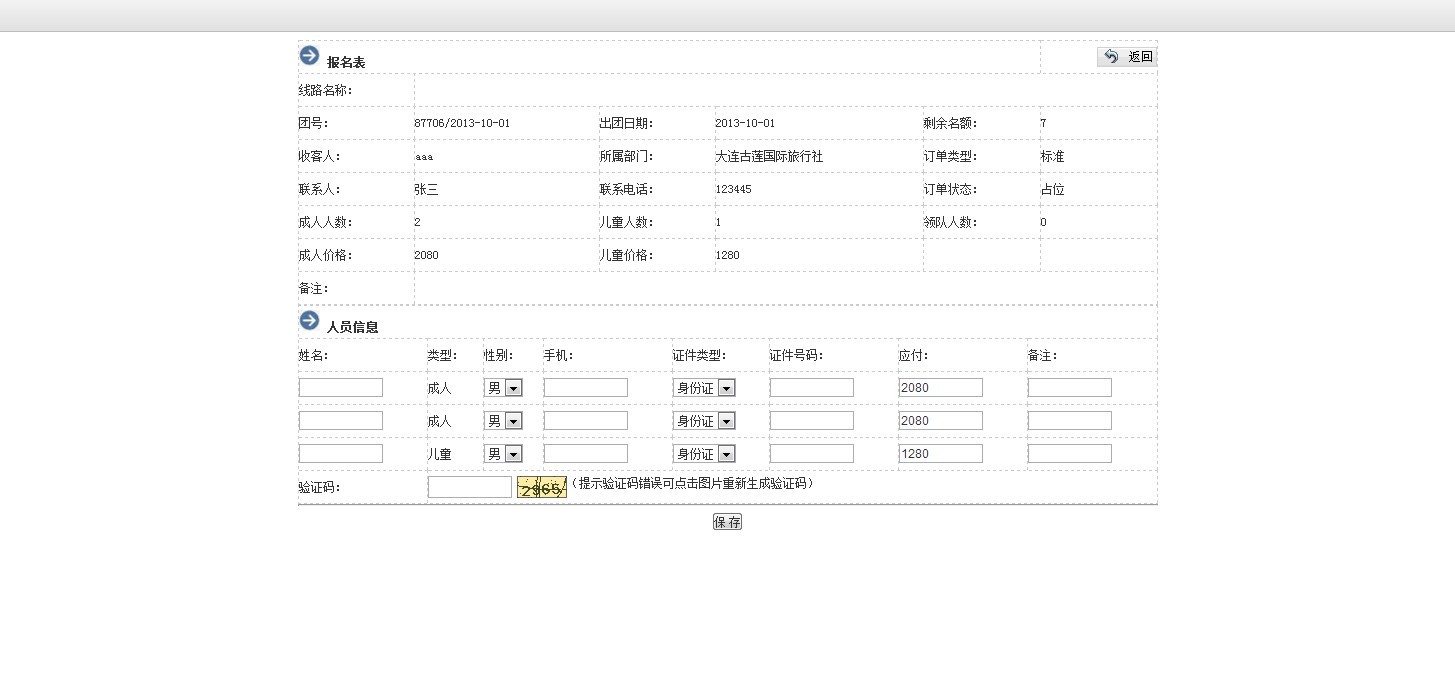 报名表 返回
线路名称：
团号： 87706/2013-10-01 出团日期： 2013-10-01 剩余名额： 7
收客人： aaa 所属部门： 大连古莲国际旅行社 订单类型： 标准
联系人： 张三 联系电话： 123445 订单状态： 占位
成人人数： 2 儿童人数： 1 领队人数： 0
成人价格： 2080 儿童价格： 1280
备注：
人员信息
姓名： 类型： 性别： 手机： 证件类型： 证件号码： 应付： 备注：
成人 男 身份证 2080
成人 男 身份证 2080
儿童 男 身份证 1280
验证码： 2965 （提示验证码错误可点击图片重新生成验证码）
保存